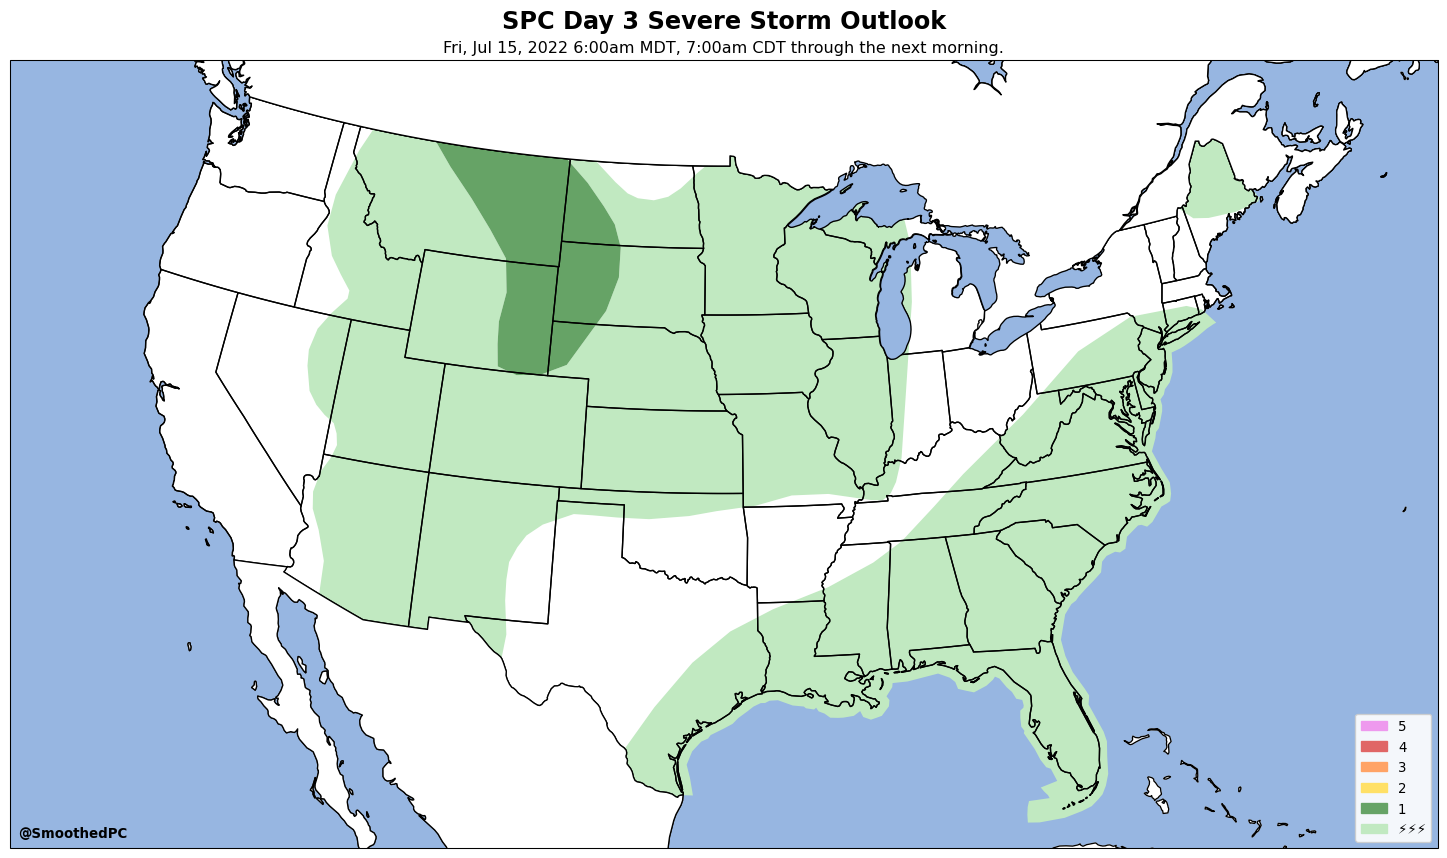 SPC Day 3 Severe Storm Outlook
Fri, Jul 15, 2022 6:00am MDT, 7:00am CDT through the next morning.
5
4
3
2
1
⚡⚡⚡
@SmoothedPC